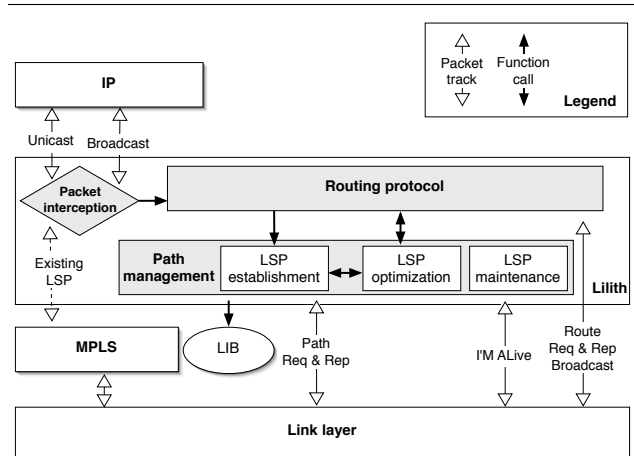 Packet
track
Function
call
Legend
IP
Unicast
Broadcast
Packet
interception
Routing protocol
Path
management
LSP
establishment
LSP
optimization
LSP
maintenance
Existing
LSP
Lilith
MPLS
LIB
Path
Req & Rep
I'M ALive
Route
Req & Rep
Broadcast
Link layer